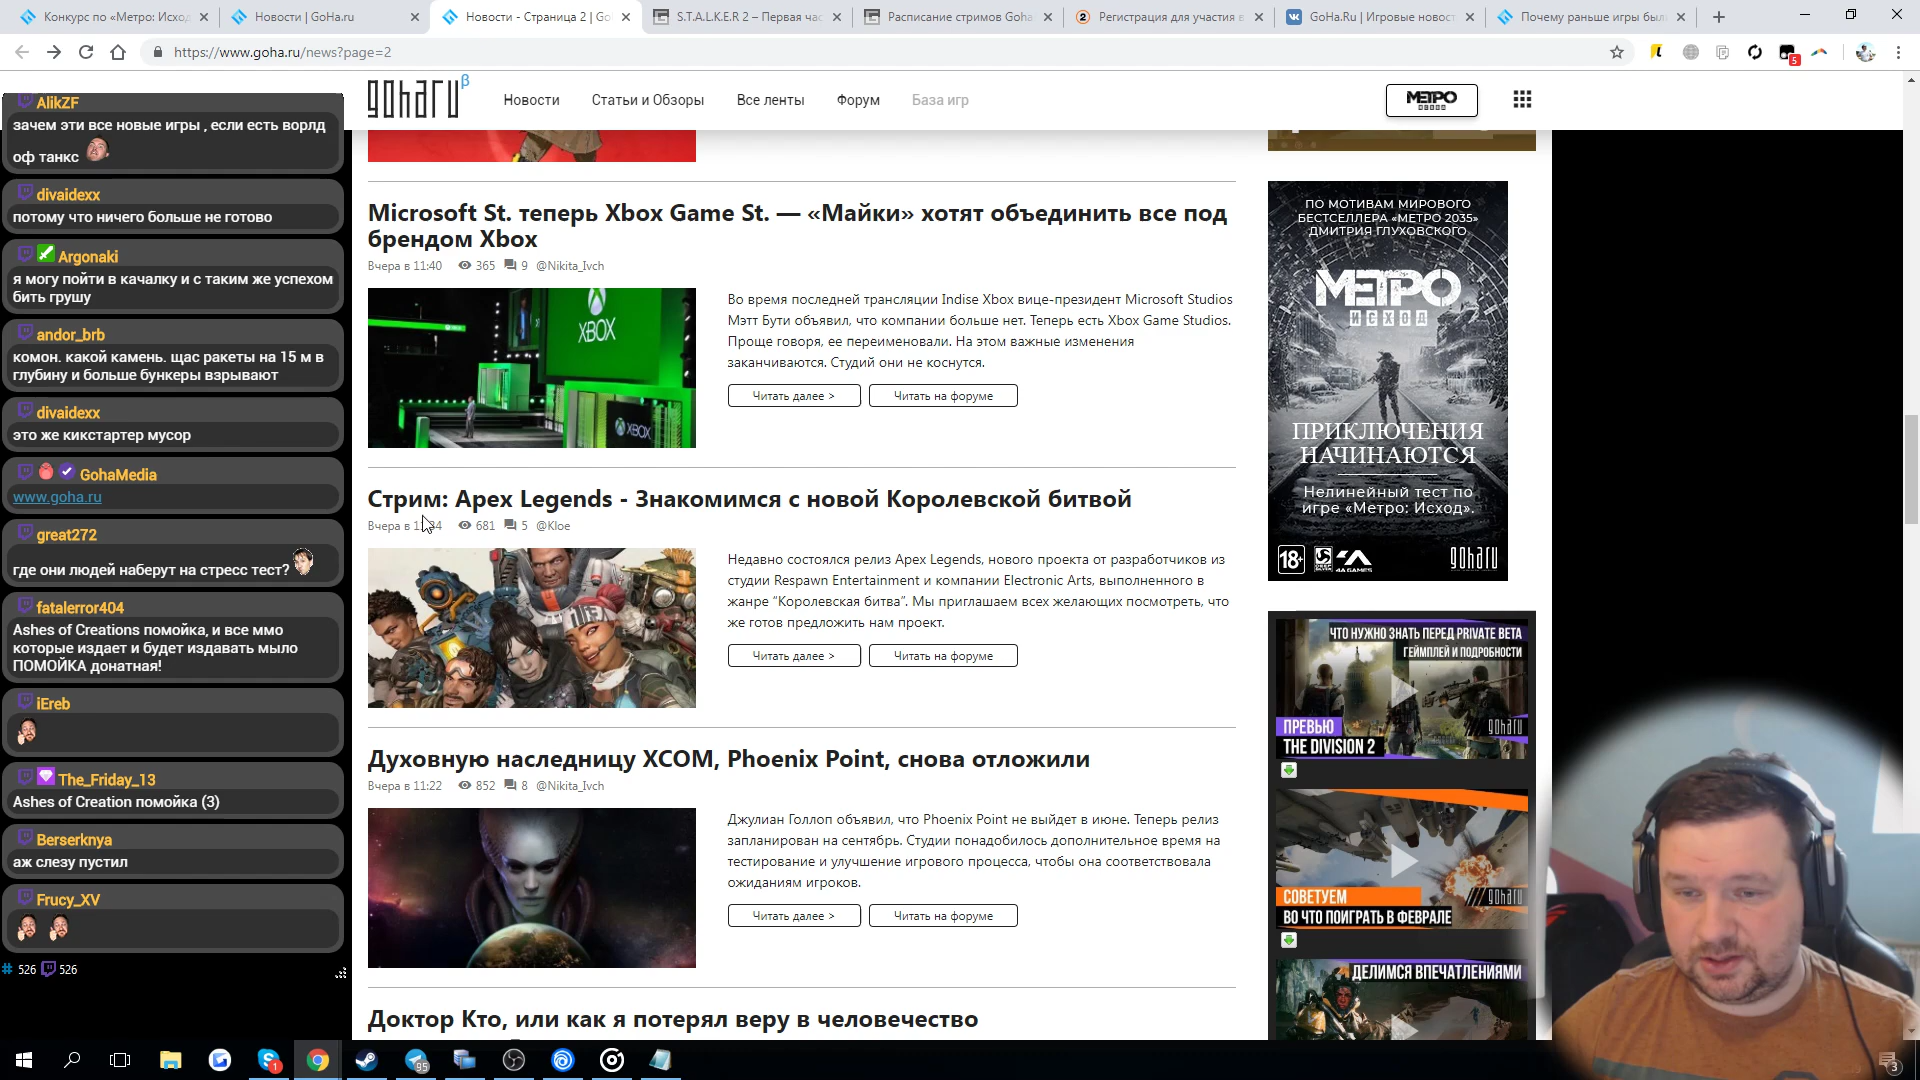 Конкурс по «Метро: Исход
Новости | GoHa.ru
Новости - Страница 2 | Go
S.T.A.L.K.E.R 2 – Первая час
Расписание стримов Goha
Регистрация для участия в
GoHa.Ru | Игровые новост
Почему раньше игры был
https://www.goha.ru/news?page=2
5
AlikZF
зачем эти все новые игры , если есть ворлд
оф танкс
divaidexx
потому что ничего больше не готово
Argonaki
я могу пойти в качалку и с таким же успехом
бить грушу
andor_brb
комон. какой камень. щас ракеты на 15 м в
глубину и больше бункеры взрывают
divaidexx
это же кикстартер мусор
GohaMedia
www.goha.ru
great272
где они людей наберут на стресс тест?
fatalerror404
Ashes of Creations помойка, и все ммо
которые издает и будет издавать мыло
ПОМОЙКА донатная!
iEreb
The_Friday_13
Ashes of Creation помойка (3)
Berserknya
аж слезу пустил
Frucy_XV
526 526
goharu β
Новости
Статьи и Обзоры
Все ленты
Форум
База игр
МЕТРО
ИСХОД
Microsoft St. теперь Xbox Game St. — «Майки» хотят объединить все под
брендом Xbox
Вчера в 11:40 365 9 @Nikita_Ivch
XBOX
XBOX
Во время последней трансляции Indise Xbox вице-президент Microsoft Studios
Мэтт Бути объявил, что компании больше нет. Теперь есть Xbox Game Studios.
Проще говоря, ее переименовали. На этом важные изменения
заканчиваются. Студий они не коснутся.
Читать далее >
Читать на форуме
Стрим: Apex Legends - Знакомимся с новой Королевской битвой
Вчера в 681 5 @Kloe
Недавно состоялся релиз Apex Legends, нового проекта от разработчиков из
студии Respawn Entertainment и компании Electronic Arts, выполненного в
жанре “Королевская битва”. Мы приглашаем всех желающих посмотреть, что
же готов предложить нам проект.
Читать далее >
Читать на форуме
Духовную наследницу XCOM, Phoenix Point, снова отложили
Вчера в 11:22 852 8 @Nikita_Ivch
Джулиан Голлоп объявил, что Phoenix Point не выйдет в июне. Теперь релиз
запланирован на сентябрь. Студии понадобилось дополнительное время на
тестирование и улучшение игрового процесса, чтобы она соответствовала
ожиданиям игроков.
Читать далее >
Читать на форуме
Доктор Кто, или как я потерял веру в человечество
ПО МОТИВАМ МИРОВОГО
БЕСТСЕЛЛЕРА «МЕТРО 2035»
ДМИТРИЯ ГЛУХОВСКОГО
МЕТРО
ИСХОД
ПРИКЛЮЧЕНИЯ
НАЧИНАЮТСЯ
Нелинейный тест по
игре «Метро: Исход».
18+
DEEP SILVER
4A GAMES
goharu
ЧТО НУЖНО ЗНАТЬ ПЕРЕД PRIVATE BETA
ГЕЙМПЛЕЙ И ПОДРОБНОСТИ
ПРЕВЬЮ
THE DIVISION 2
goharu
СОВЕТУЕМ
ВО ЧТО ПОИГРАТЬ В ФЕВРАЛЕ
goharu
ДЕЛИМСЯ ВПЕЧАТЛЕНИЯМИ
1
95
3